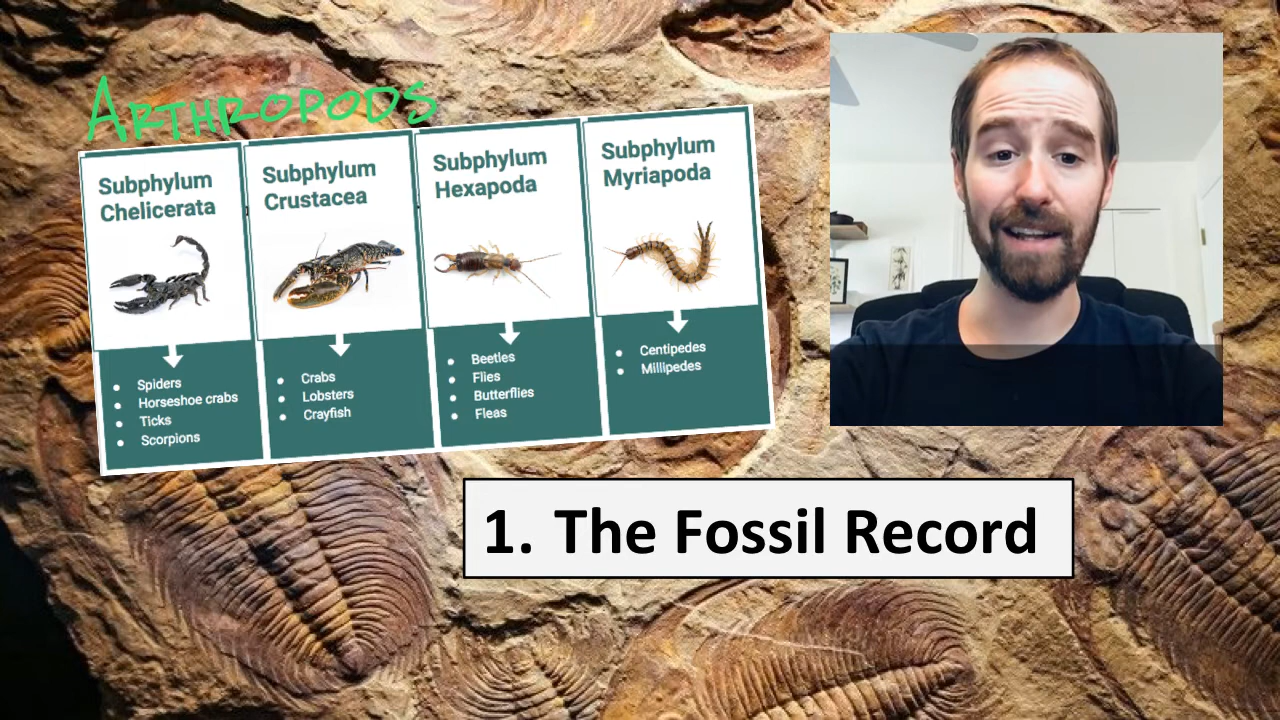 ARTHROPODS
Subphylum
Chelicerata
Spiders
Horseshoe crabs
Ticks
Scorpions
Subphylum
Crustacea
Crabs
Lobsters
Crayfish
Subphylum
Hexapoda
Beetles
Flies
Butterflies
Fleas
Subphylum
Myriapoda
Centipedes
Millipedes
1. The Fossil Record